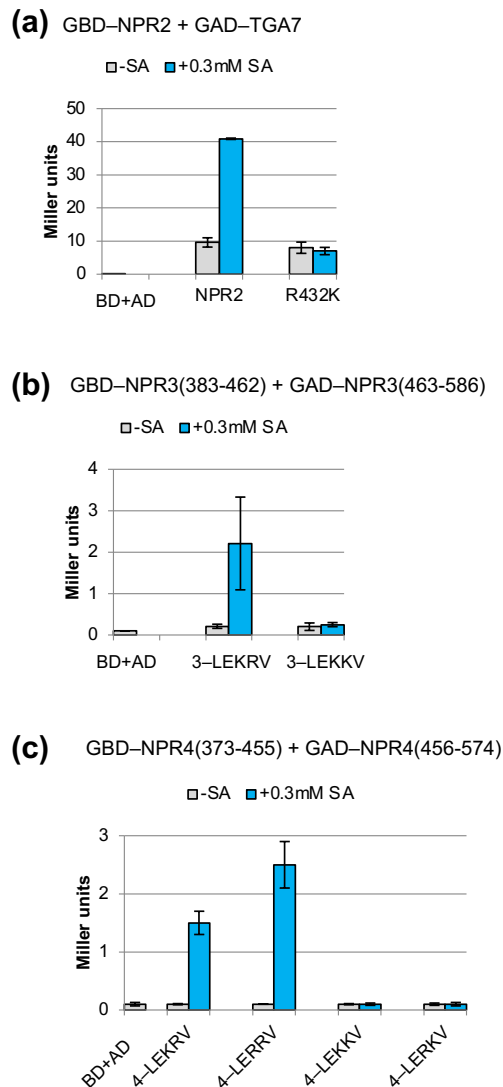 (a) GBD–NPR2 + GAD–TGA7
-SA +0.3mM SA
Miller units
50
40
30
20
10
0
BD+AD NPR2 R432K
(b) GBD–NPR3(383-462) + GAD–NPR3(463-586)
-SA +0.3mM SA
Miller units
4
3
2
1
0
BD+AD 3–LEKRV 3–LEKKV
(c) GBD–NPR4(373-455) + GAD–NPR4(456-574)
-SA +0.3mM SA
Miller units
3
2
1
0
BD+AD 4–LEKRV 4–LERRV 4–LEKKV 4–LERKV